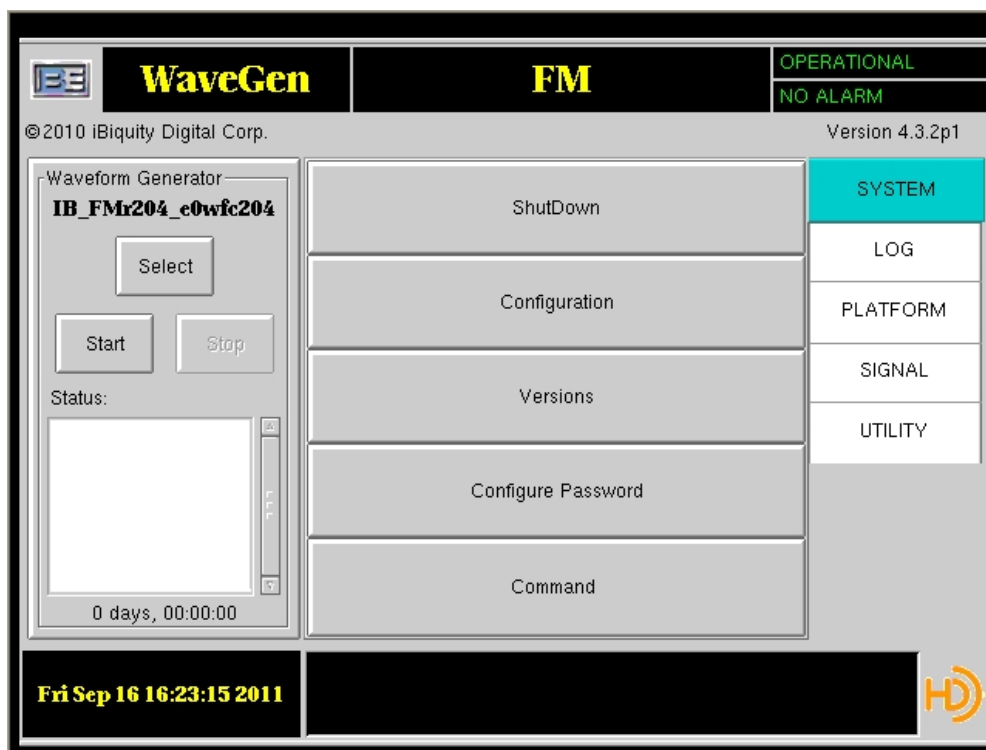 IBE
WaveGen
FM
OPERATIONAL
NO ALARM
©2010 iBiquity Digital Corp.
Version 4.3.2p1
Waveform Generator
IB_FMr204_e0wfc204
Select
Start
Stop
Status:
0 days, 00:00:00
ShutDown
Configuration
Versions
Configure Password
Command
SYSTEM
LOG
PLATFORM
SIGNAL
UTILITY
Fri Sep 16 16:23:15 2011
HD